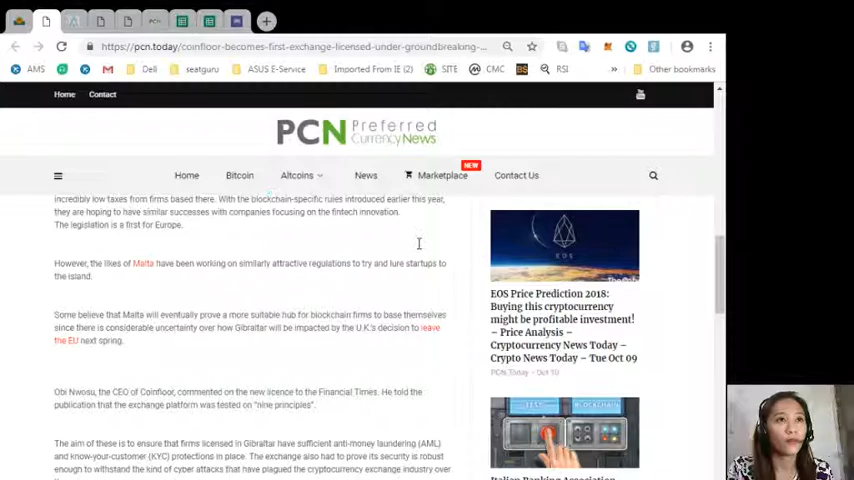 https://pcn.today/coinfloor-becomes-first-exchange-licensed-under-groundbreaking-...
AMS
Dell
seatguru
ASUS E-Service
Imported From IE (2)
SITE
CMC
BS
RSI
»
Other bookmarks
Home
Contact
PCN Preferred
Currency News
NEW
Home
Bitcoin
Altcoins
News
Marketplace
Contact Us
incredibly low taxes from firms based there. With the blockchain-specific rules introduced earlier this year,
they are hoping to have similar successes with companies focusing on the fintech innovation.
The legislation is a first for Europe.
However, the likes of Malta have been working on similarly attractive regulations to try and lure startups to
the island.
Some believe that Malta will eventually prove a more suitable hub for blockchain firms to base themselves
since there is considerable uncertainty over how Gibraltar will be impacted by the U.K.'s decision to leave
the EU next spring.
Obi Nwosu, the CEO of Coinfloor, commented on the new licence to the Financial Times. He told the
publication that the exchange platform was tested on "nine principles".
The aim of these is to ensure that firms licensed in Gibraltar have sufficient anti-money laundering (AML)
and know-your-customer (KYC) protections in place. The exchange also had to prove its security is robust
enough to withstand the kind of cyber attacks that have plagued the cryptocurrency exchange industry over
EOS
EOS Price Prediction 2018:
Buying this cryptocurrency
might be profitable investment!
– Price Analysis –
Cryptocurrency News Today –
Crypto News Today – Tue Oct 09
PCN.Today - Oct 10
TEST
BLOCKCHAIN
Italian Banking Association